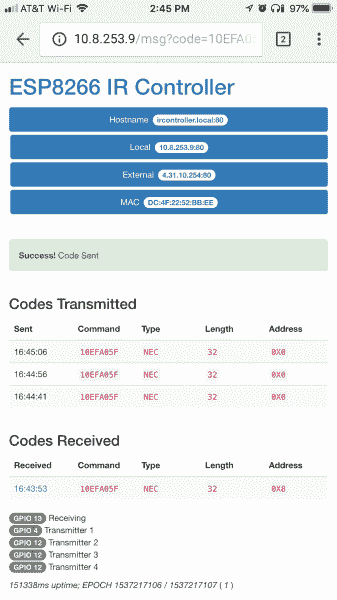 AT&T Wi-Fi 2:45 PM 97%
10.8.253.9/msg?code=10EFA05 2
ESP8266 IR Controller
Hostname ircontroller.local:80
Local 10.8.253.9:80
External 4.31.10.254:80
MAC DC:4F:22:52:BB:EE
Success! Code Sent
Codes Transmitted
Sent Command Type Length Address
16:45:06 10EFA05F NEC 32 0X0
16:44:56 10EFA05F NEC 32 0X0
16:44:41 10EFA05F NEC 32 0X0
Codes Received
Received Command Type Length Address
16:43:53 10EFA05F NEC 32 0X8
GPIO 13 Receiving
GPIO 4 Transmitter 1
GPIO 12 Transmitter 2
GPIO 12 Transmitter 3
GPIO 12 Transmitter 4
151338ms uptime; EPOCH 1537217106 / 1537217107 ( 1 )